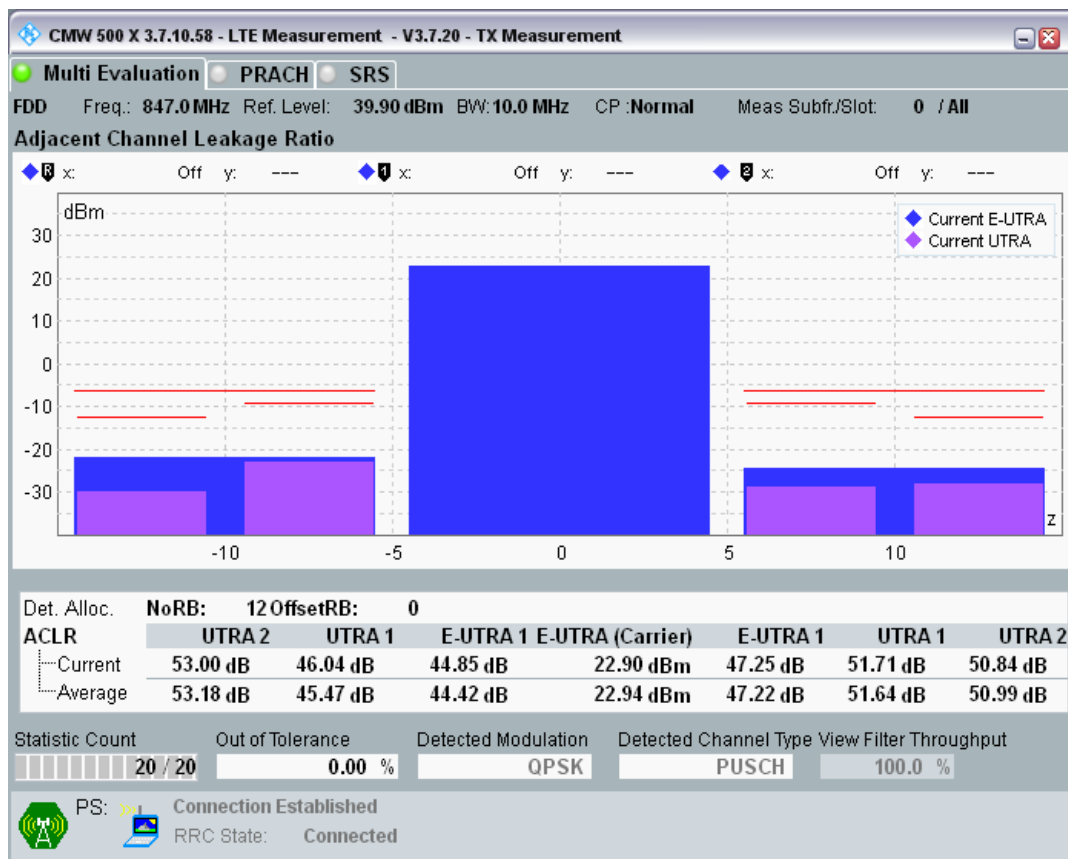 CMW 500 X 3.7.10.58 - LTE Measurement - V3.7.20 - TX Measurement
Multi Evaluation PRACH SRS
FDD Freq.: 847.0 MHz Ref. Level: 39.90 dBm BW: 10.0 MHz CP :Normal Meas Subfr./Slot: 0 / All
Adjacent Channel Leakage Ratio
R x: Off y: --- 1 x: Off y: --- 2 x: Off y: ---
dBm
Current E-UTRA
Current UTRA
30
20
10
0
-10
-20
-30
z
-10 -5 0 5 10
Det. Alloc. NoRB: 12 OffsetRB: 0
ACLR UTRA 2 UTRA 1 E-UTRA 1 E-UTRA (Carrier) E-UTRA 1 UTRA 1 UTRA 2
Current 53.00 dB 46.04 dB 44.85 dB 22.90 dBm 47.25 dB 51.71 dB 50.84 dB
Average 53.18 dB 45.47 dB 44.42 dB 22.94 dBm 47.22 dB 51.64 dB 50.99 dB
Statistic Count Out of Tolerance Detected Modulation Detected Channel Type View Filter Throughput
20 / 20 0.00 % QPSK PUSCH 100.0 %
PS: Connection Established
RRC State: Connected